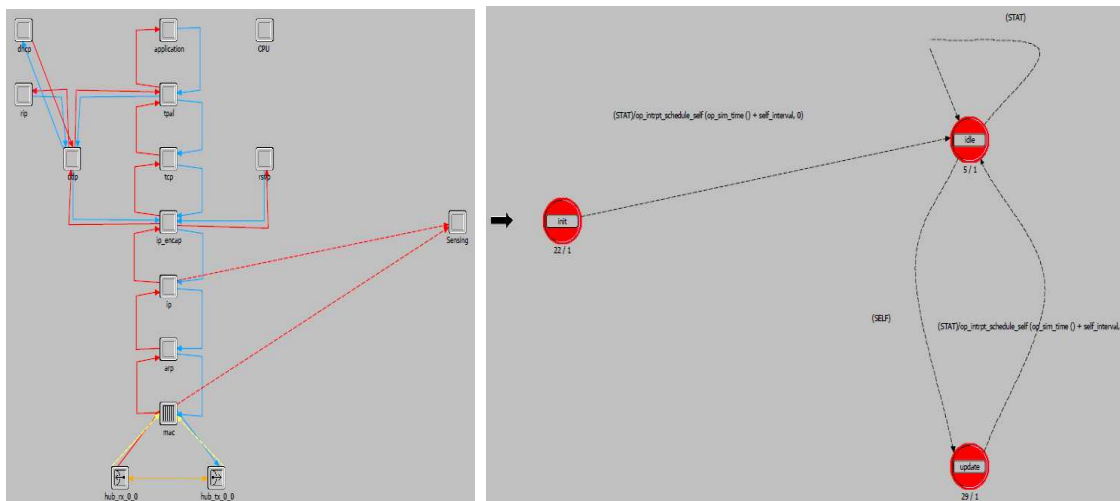 dhcp
application
CPU
rip
tpal
udp
tcp
rsvp
ip_encap
Sensing
ip
arp
mac
hub_rx_0_0
hub_tx_0_0
(STAT)
(STAT)/op_intrpt_schedule_self (op_sim_time () + self_interval, 0)
idle
5 / 1
init
22 / 1
(SELF)
(STAT)/op_intrpt_schedule_self (op_sim_time () + self_interval,
update
29 / 1